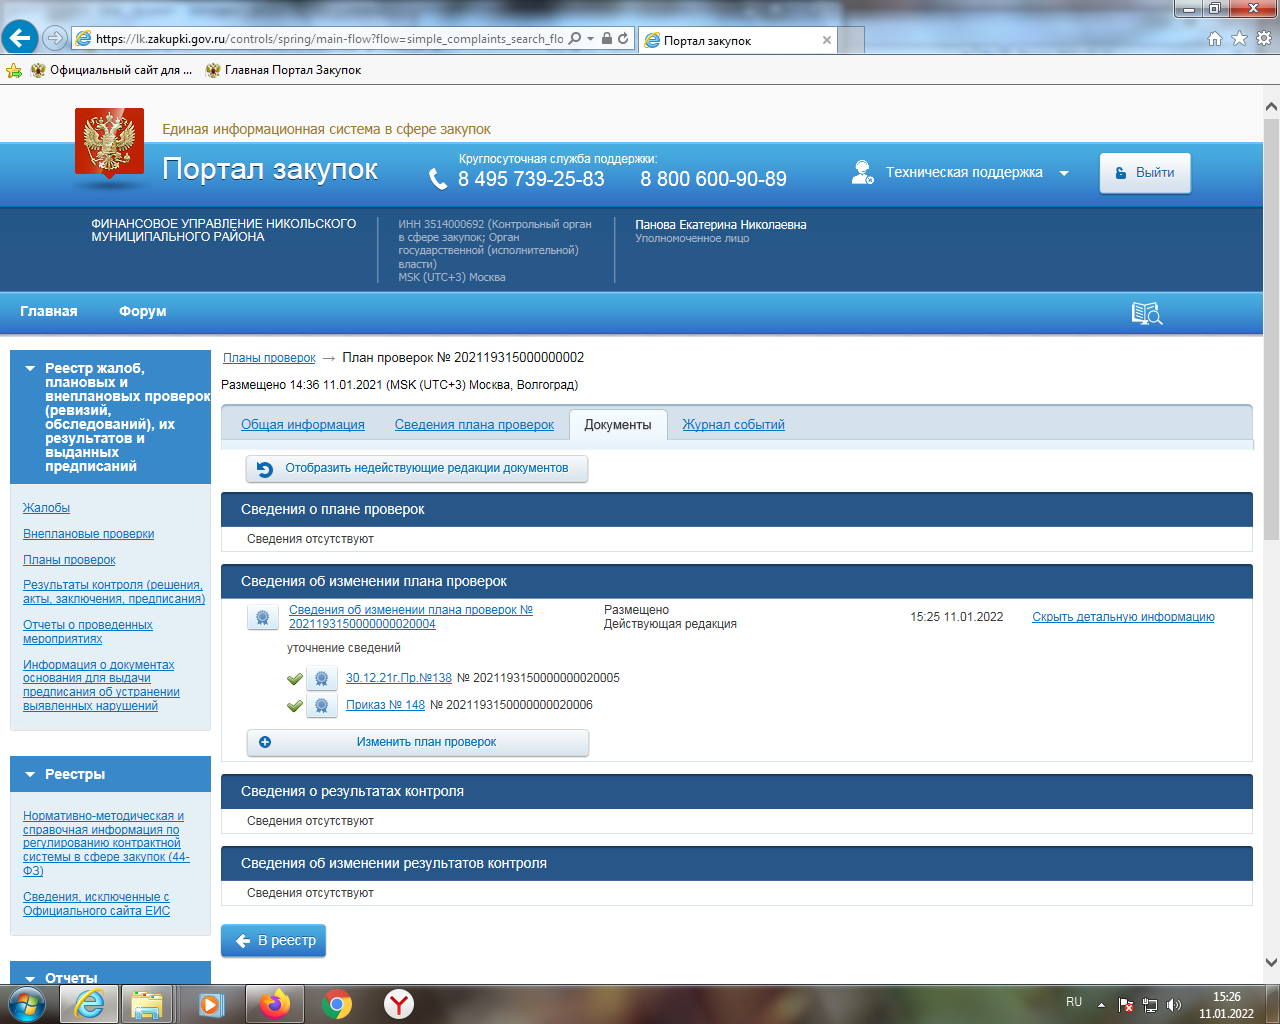 https://lk.zakupki.gov.ru/controls/spring/main-flow?flow=simple_complaints_search_flo
Портал закупок
Официальный сайт для ...
Главная Портал Закупок
Единая информационная система в сфере закупок
Портал закупок
Круглосуточная служба поддержки:
8 495 739-25-83 8 800 600-90-89
Техническая поддержка
Выйти
ФИНАНСОВОЕ УПРАВЛЕНИЕ НИКОЛЬСКОГО
МУНИЦИПАЛЬНОГО РАЙОНА
ИНН 3514000692 (Контрольный орган
в сфере закупок; Орган
государственной (исполнительной)
власти)
MSK (UTC+3) Москва
Панова Екатерина Николаевна
Уполномоченное лицо
Главная
Форум
Реестр жалоб,
плановых и
внеплановых проверок
(ревизий,
обследований), их
результатов и
выданных
предписаний
Жалобы
Внеплановые проверки
Планы проверок
Результаты контроля (решения,
акты, заключения, предписания)
Отчеты о проведенных
мероприятиях
Информация о документах
основания для выдачи
предписания об устранении
выявленных нарушений
Реестры
Нормативно-методическая и
справочная информация по
регулированию контрактной
системы в сфере закупок (44-
ФЗ)
Сведения, исключенные с
Официального сайта ЕИС
Отчеты
Планы проверок → План проверок № 202119315000000002
Размещено 14:36 11.01.2021 (MSK (UTC+3) Москва, Волгоград)
Общая информация
Сведения плана проверок
Документы
Журнал событий
Отобразить недействующие редакции документов
Сведения о плане проверок
Сведения отсутствуют
Сведения об изменении плана проверок
Сведения об изменении плана проверок №
2021193150000000020004
Размещено
Действующая редакция
15:25 11.01.2022
Скрыть детальную информацию
уточнение сведений
30.12.21г.Пр.№138 № 2021193150000000020005
Приказ № 148 № 2021193150000000020006
Изменить план проверок
Сведения о результатах контроля
Сведения отсутствуют
Сведения об изменении результатов контроля
Сведения отсутствуют
В реестр
RU
15:26
11.01.2022